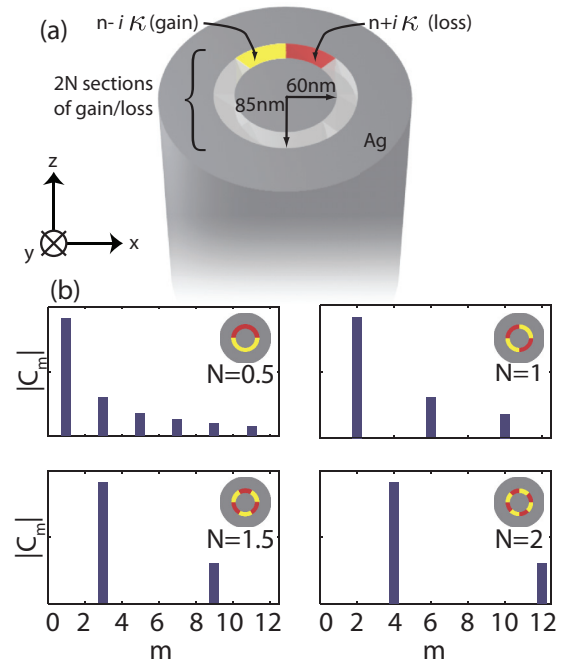 (a)
n- i κ (gain)
n+i κ (loss)
2N sections
of gain/loss
60nm
85nm
Ag
z
y
x
(b)
|Cm|
N=0.5
N=1
|Cm|
N=1.5
N=2
0 2 4 6 8 10 12
0 2 4 6 8 10 12
m
m